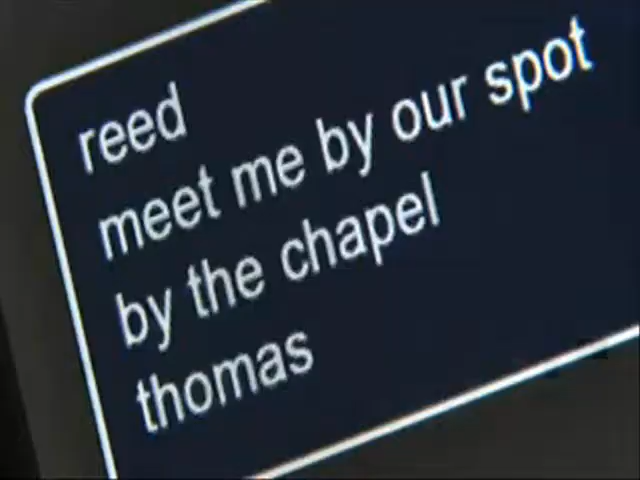 reed
meet me by our spot
by the chapel
thomas